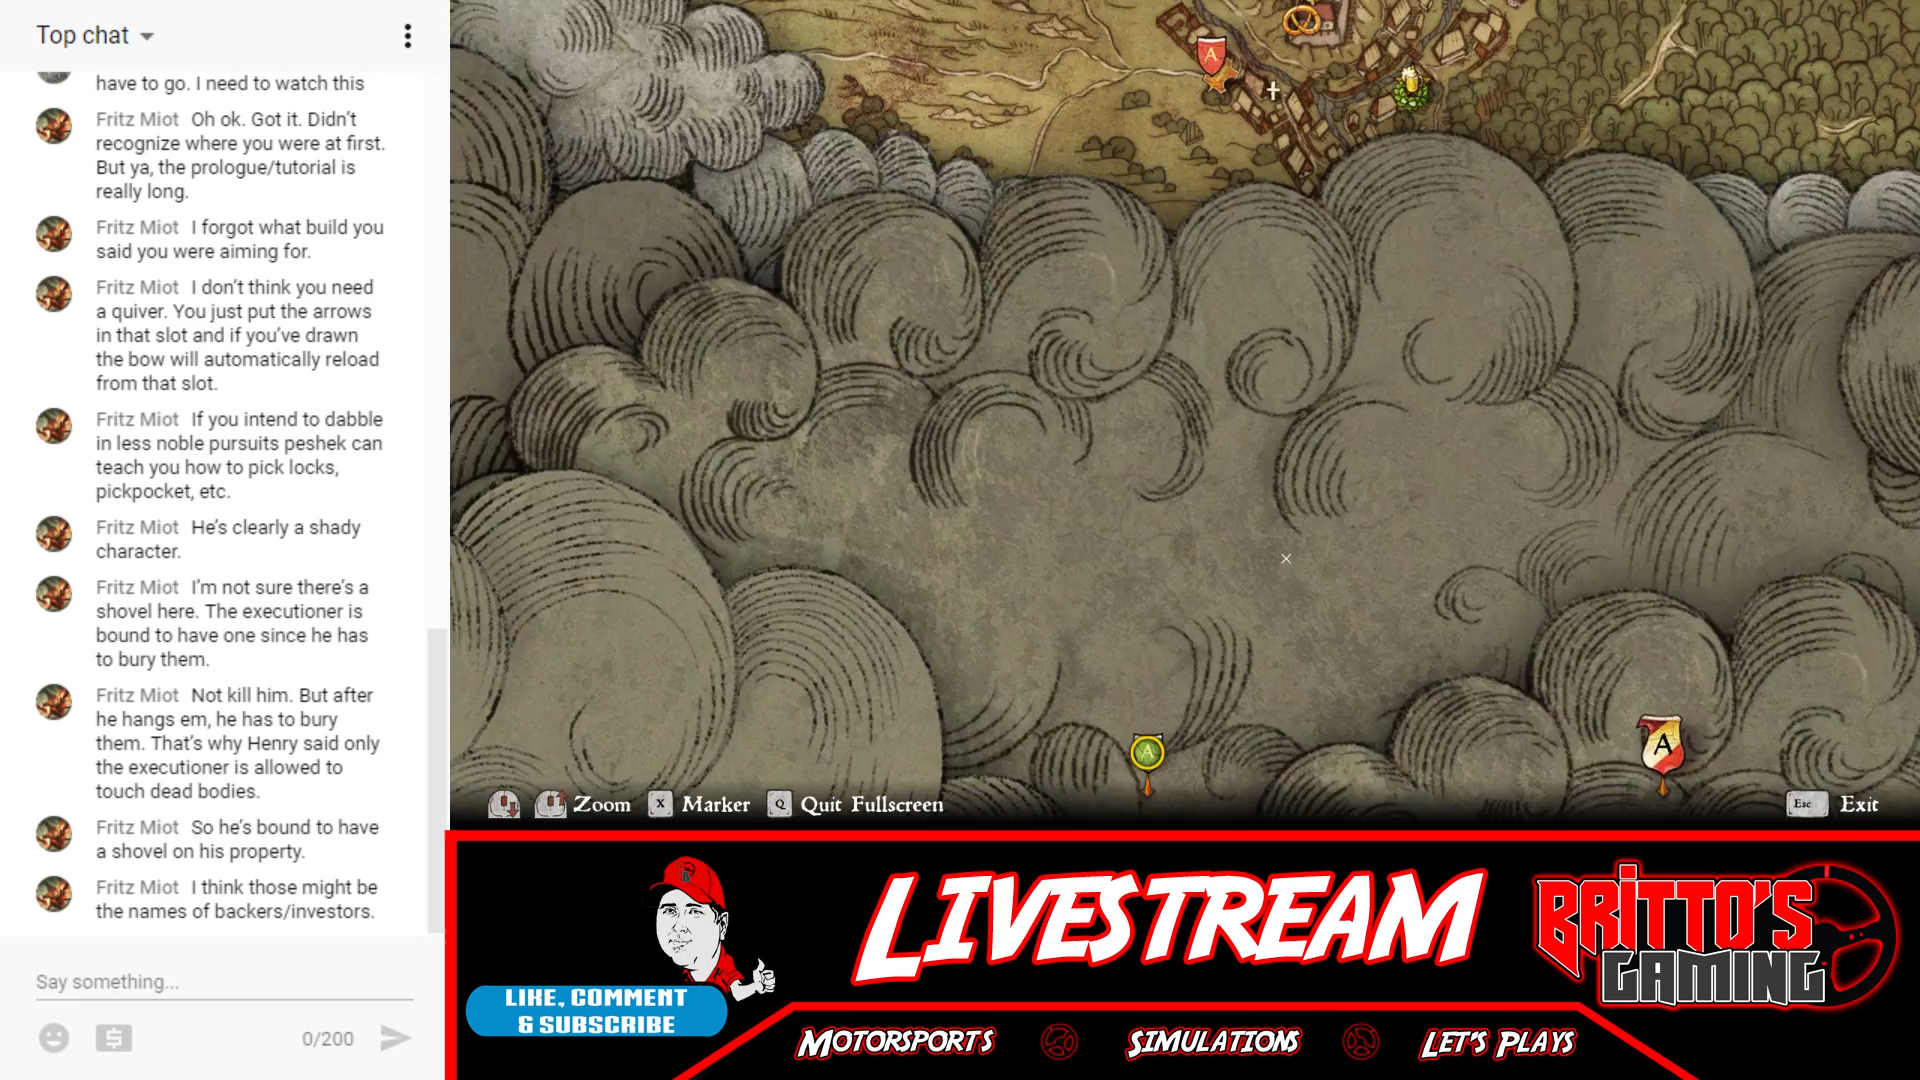 Top chat
have to go. I need to watch this
Fritz Miot Oh ok. Got it. Didn't
recognize where you were at first.
But ya, the prologue/tutorial is
really long.
Fritz Miot I forgot what build you
said you were aiming for.
Fritz Miot I don't think you need
a quiver. You just put the arrows
in that slot and if you've drawn
the bow will automatically reload
from that slot.
Fritz Miot If you intend to dabble
in less noble pursuits peshek can
teach you how to pick locks,
pickpocket, etc.
Fritz Miot He's clearly a shady
character.
Fritz Miot I'm not sure there's a
shovel here. The executioner is
bound to have one since he has
to bury them.
Fritz Miot Not kill him. But after
he hangs em, he has to bury
them. That's why Henry said only
the executioner is allowed to
touch dead bodies.
Fritz Miot So he's bound to have
a shovel on his property.
Fritz Miot I think those might be
the names of backers/investors.
Say something...
0/200
A
A
A
Zoom X Marker Q Quit Fullscreen
Esc Exit
LIKE, COMMENT
& SUBSCRIBE
LIVESTREAM
BRITTO'S
GAMING
MOTORSPORTS SIMULATIONS LET'S PLAYS